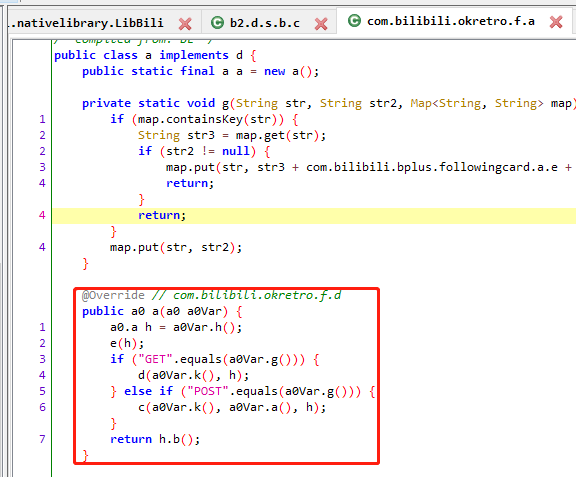 ..nativelibrary.LibBili b2.d.s.b.c com.bilibili.okretro.f.a
public class a implements d {
public static final a a = new a();
private static void g(String str, String str2, Map<String, String> map)
1 if (map.containsKey(str)) {
2 String str3 = map.get(str);
2 if (str2 != null) {
3 map.put(str, str3 + com.bilibili.bplus.followingcard.a.e +
4 return;
}
4 return;
}
4 map.put(str, str2);
}
@Override // com.bilibili.okretro.f.d
public a0 a(a0 a0Var) {
1 a0.a h = a0Var.h();
2 e(h);
3 if ("GET".equals(a0Var.g())) {
4 d(a0Var.k(), h);
5 } else if ("POST".equals(a0Var.g())) {
6 c(a0Var.k(), a0Var.a(), h);
}
7 return h.b();
}